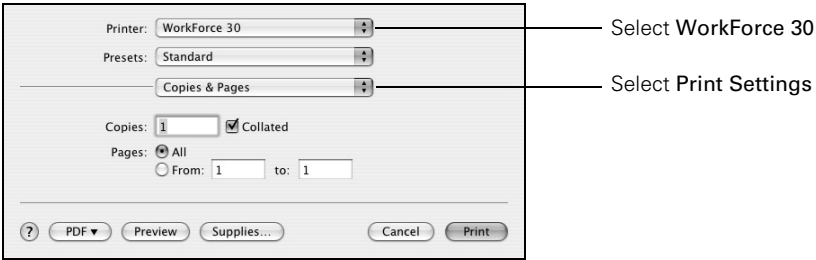 Printer: WorkForce 30
Select WorkForce 30
Presets: Standard
Copies & Pages
Select Print Settings
Copies: 1 Collated
Pages: All
From: 1 to: 1
? PDF ▼ Preview Supplies... Cancel Print